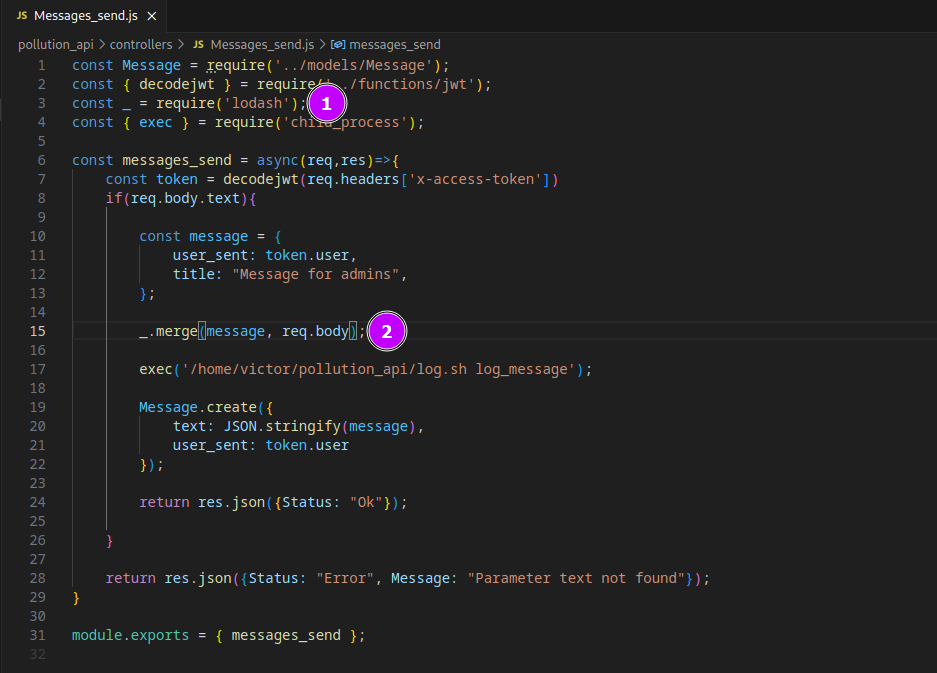 JS Messages_send.js ×
pollution_api > controllers > JS Messages_send.js > messages_send
1 const Message = require('../models/Message');
2 const { decodejwt } = require('../functions/jwt');
3 const _ = require('lodash'); 1
4 const { exec } = require('child_process');
5
6 const messages_send = async(req,res)=>{
7 const token = decodejwt(req.headers['x-access-token'])
8 if(req.body.text){
9
10 const message = {
11 user_sent: token.user,
12 title: "Message for admins",
13 };
14
15 _.merge(message, req.body); 2
16
17 exec('/home/victor/pollution_api/log.sh log_message');
18
19 Message.create({
20 text: JSON.stringify(message),
21 user_sent: token.user
22 });
23
24 return res.json({Status: "Ok"});
25
26 }
27
28 return res.json({Status: "Error", Message: "Parameter text not found"});
29 }
30
31 module.exports = { messages_send };
32